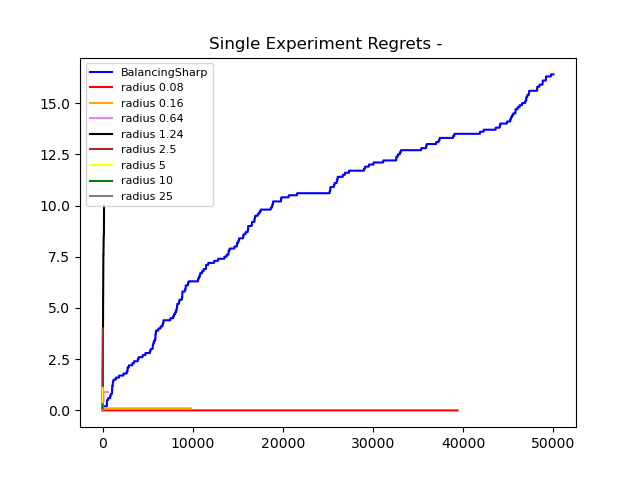 Single Experiment Regrets -
BalancingSharp
radius 0.08
radius 0.16
radius 0.64
radius 1.24
radius 2.5
radius 5
radius 10
radius 25
15.0
12.5
10.0
7.5
5.0
2.5
0.0
0 10000 20000 30000 40000 50000